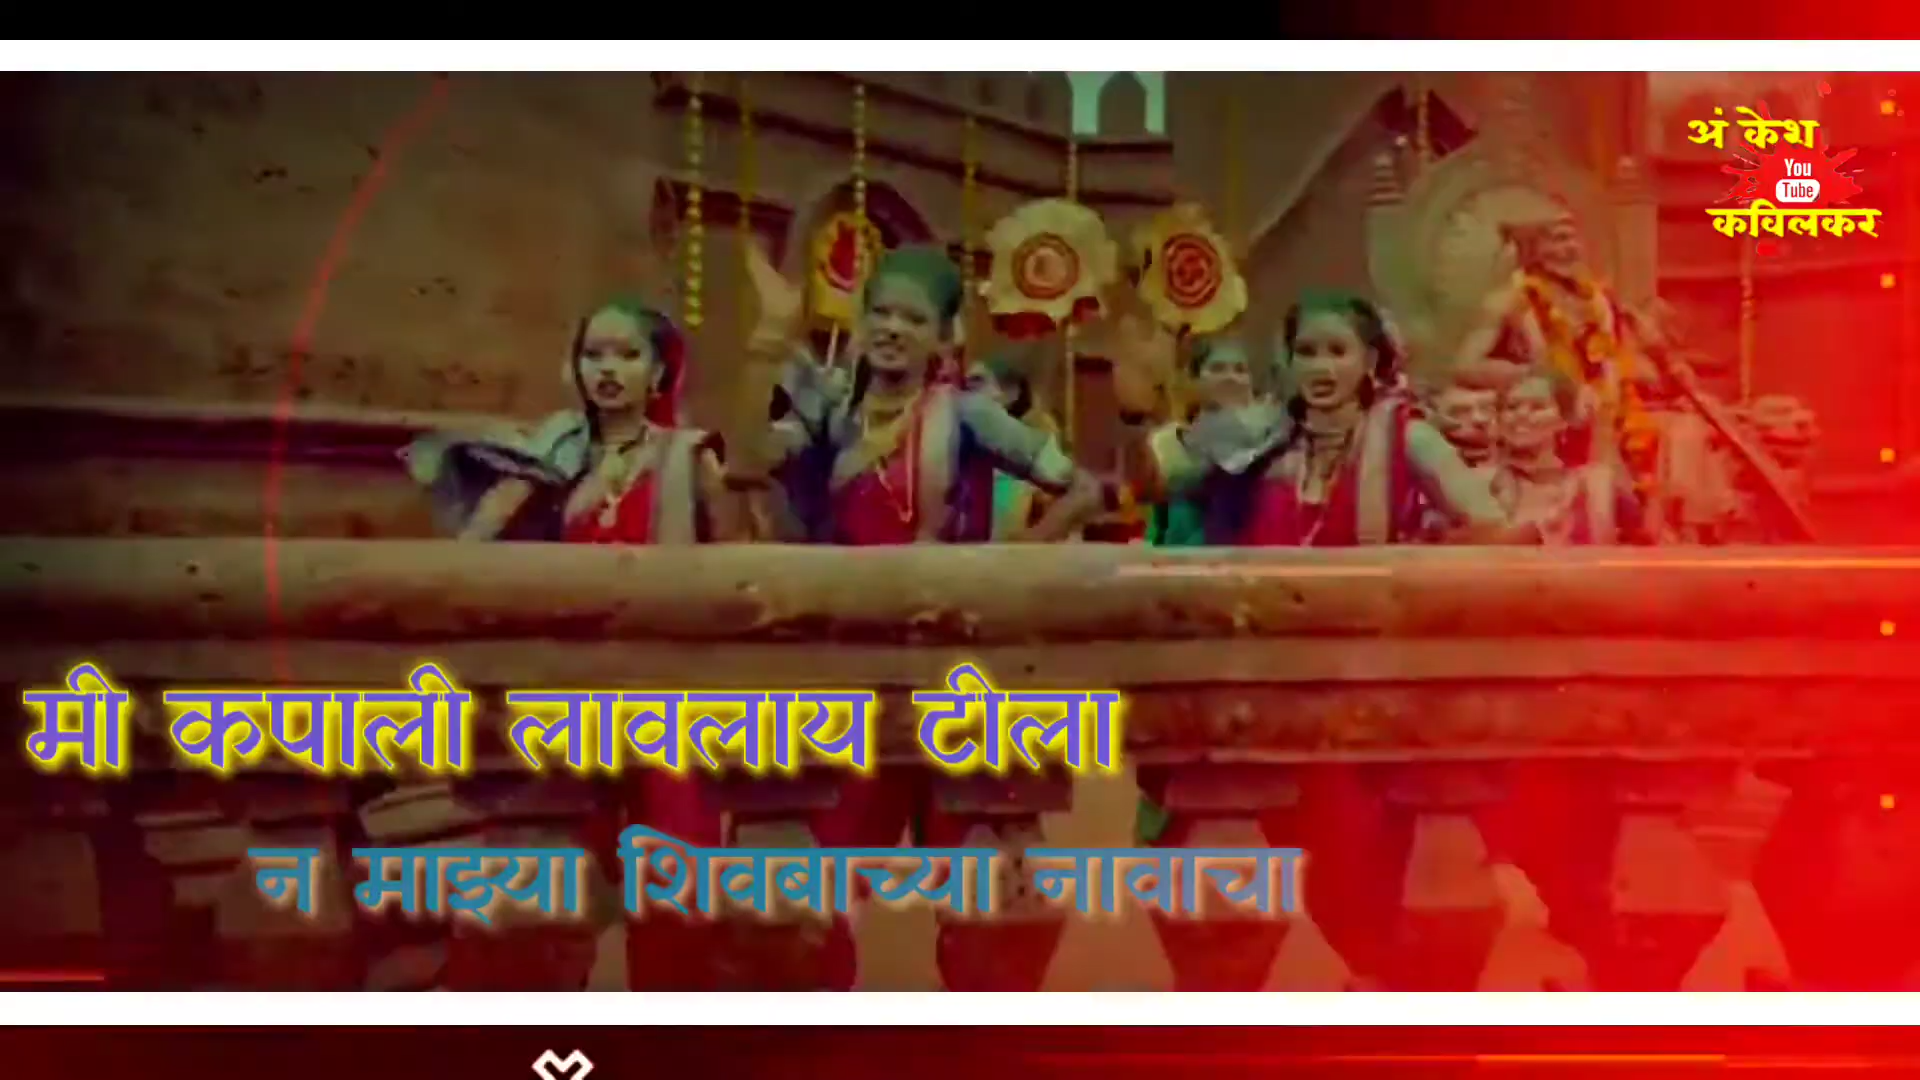 अंकेश
You
Tube
कविलकर
मी कपाली लावलाय टीला
न माझ्या शिवबाच्या नावाचा